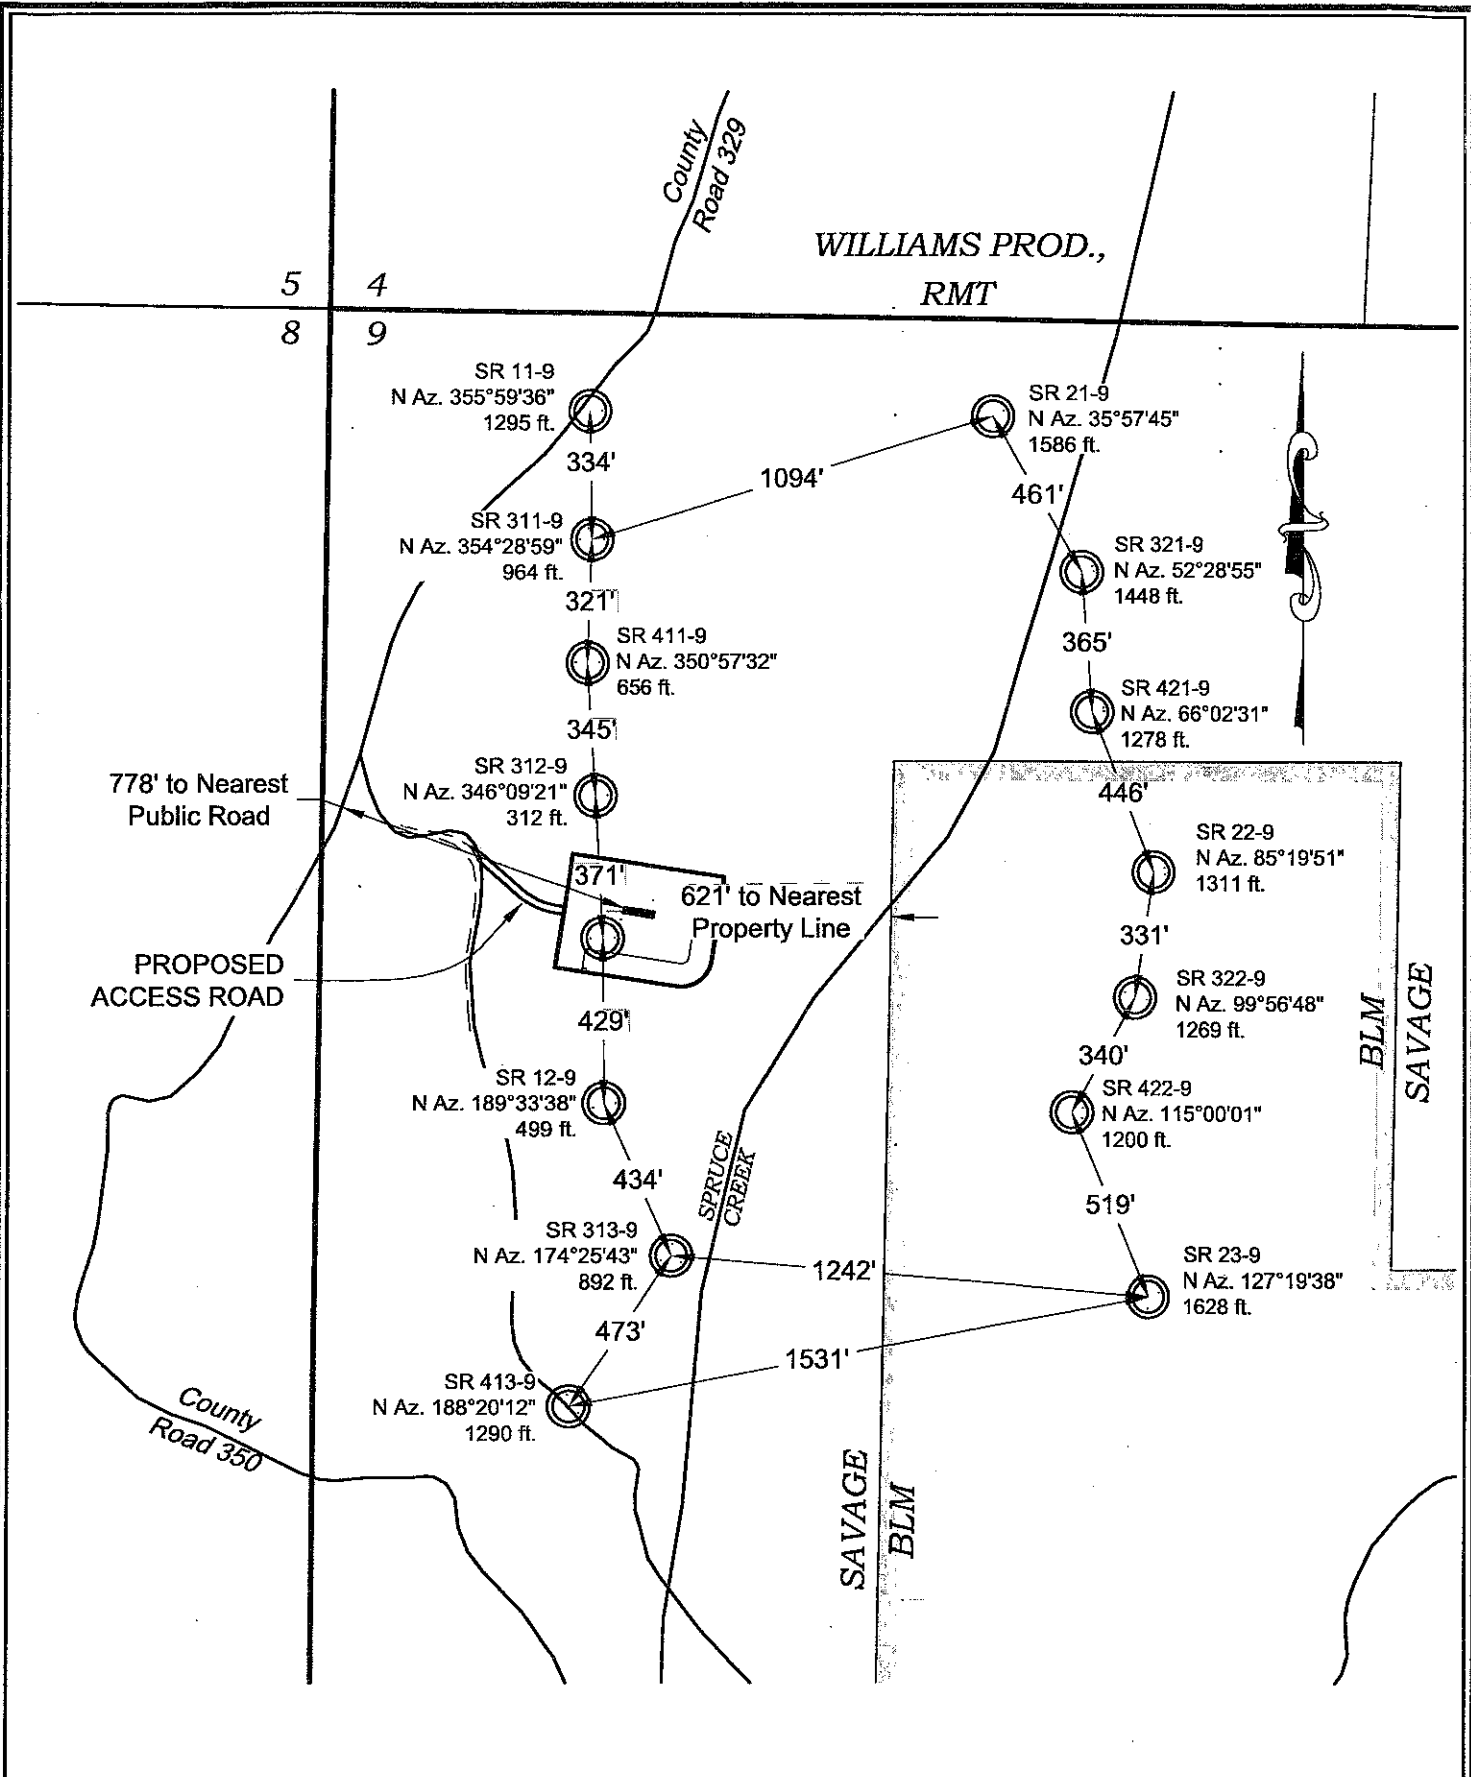 County
Road 329
WILLIAMS PROD.,
RMT
5 4
8 9
SR 11-9
N Az. 355°59'36"
1295 ft.
SR 21-9
N Az. 35°57'45"
1586 ft.
334'
1094'
461'
SR 311-9
N Az. 354°28'59"
964 ft.
SR 321-9
N Az. 52°28'55"
1448 ft.
321'
SR 411-9
N Az. 350°57'32"
656 ft.
365'
SR 421-9
N Az. 66°02'31"
1278 ft.
345'
SR 312-9
N Az. 346°09'21"
312 ft.
778' to Nearest
Public Road
446'
SR 22-9
N Az. 85°19'51"
1311 ft.
371'
621' to Nearest
Property Line
331'
PROPOSED
ACCESS ROAD
SR 322-9
N Az. 99°56'48"
1269 ft.
BLM
SAVAGE
429'
340'
SR 12-9
N Az. 189°33'38"
499 ft.
SR 422-9
N Az. 115°00'01"
1200 ft.
SPRUCE
CREEK
434'
519'
SR 313-9
N Az. 174°25'43"
892 ft.
1242'
SR 23-9
N Az. 127°19'38"
1628 ft.
473'
1531'
SR 413-9
N Az. 188°20'12"
1290 ft.
County
Road 350
SAVAGE
BLM